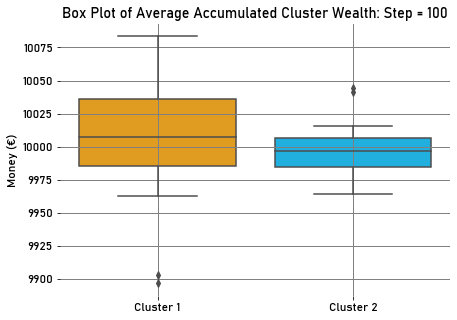 Box Plot of Average Accumulated Cluster Wealth: Step = 100
Money (€)
10075
10050
10025
10000
9975
9950
9925
9900
Cluster 1
Cluster 2